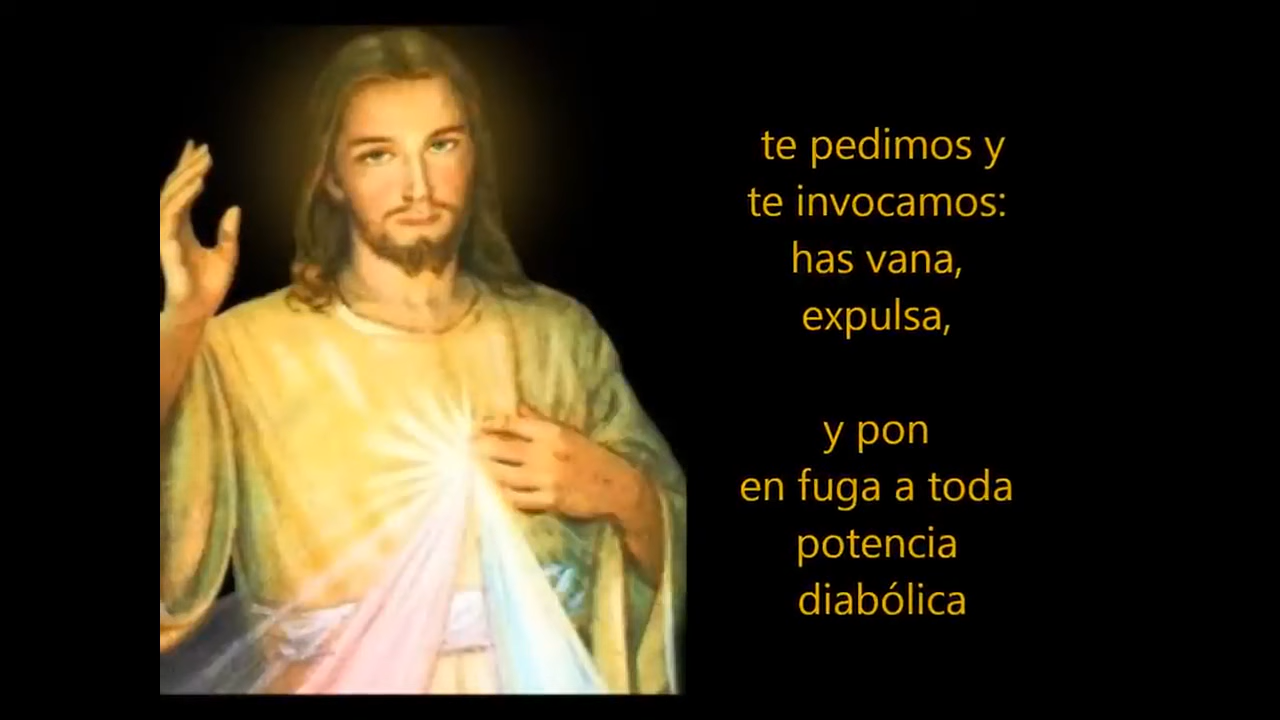 te pedimos y
te invocamos:
has vana,
expulsa,
y pon
en fuga a toda
potencia
diabólica